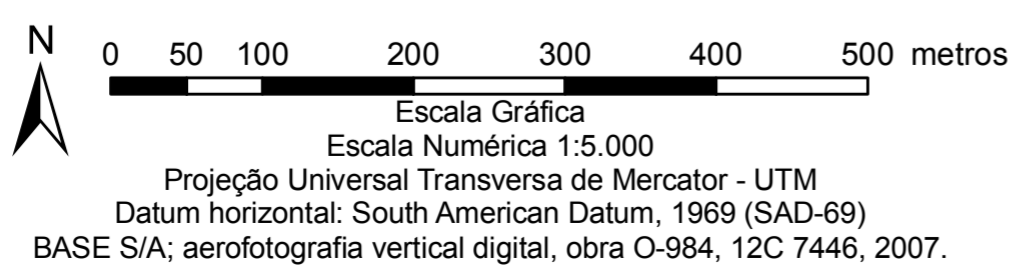 N
0 50 100 200 300 400 500 metros
Escala Gráfica
Escala Numérica 1:5.000
Projeção Universal Transversa de Mercator - UTM
Datum horizontal: South American Datum, 1969 (SAD-69)
BASE S/A; aerofotografia vertical digital, obra O-984, 12C 7446, 2007.